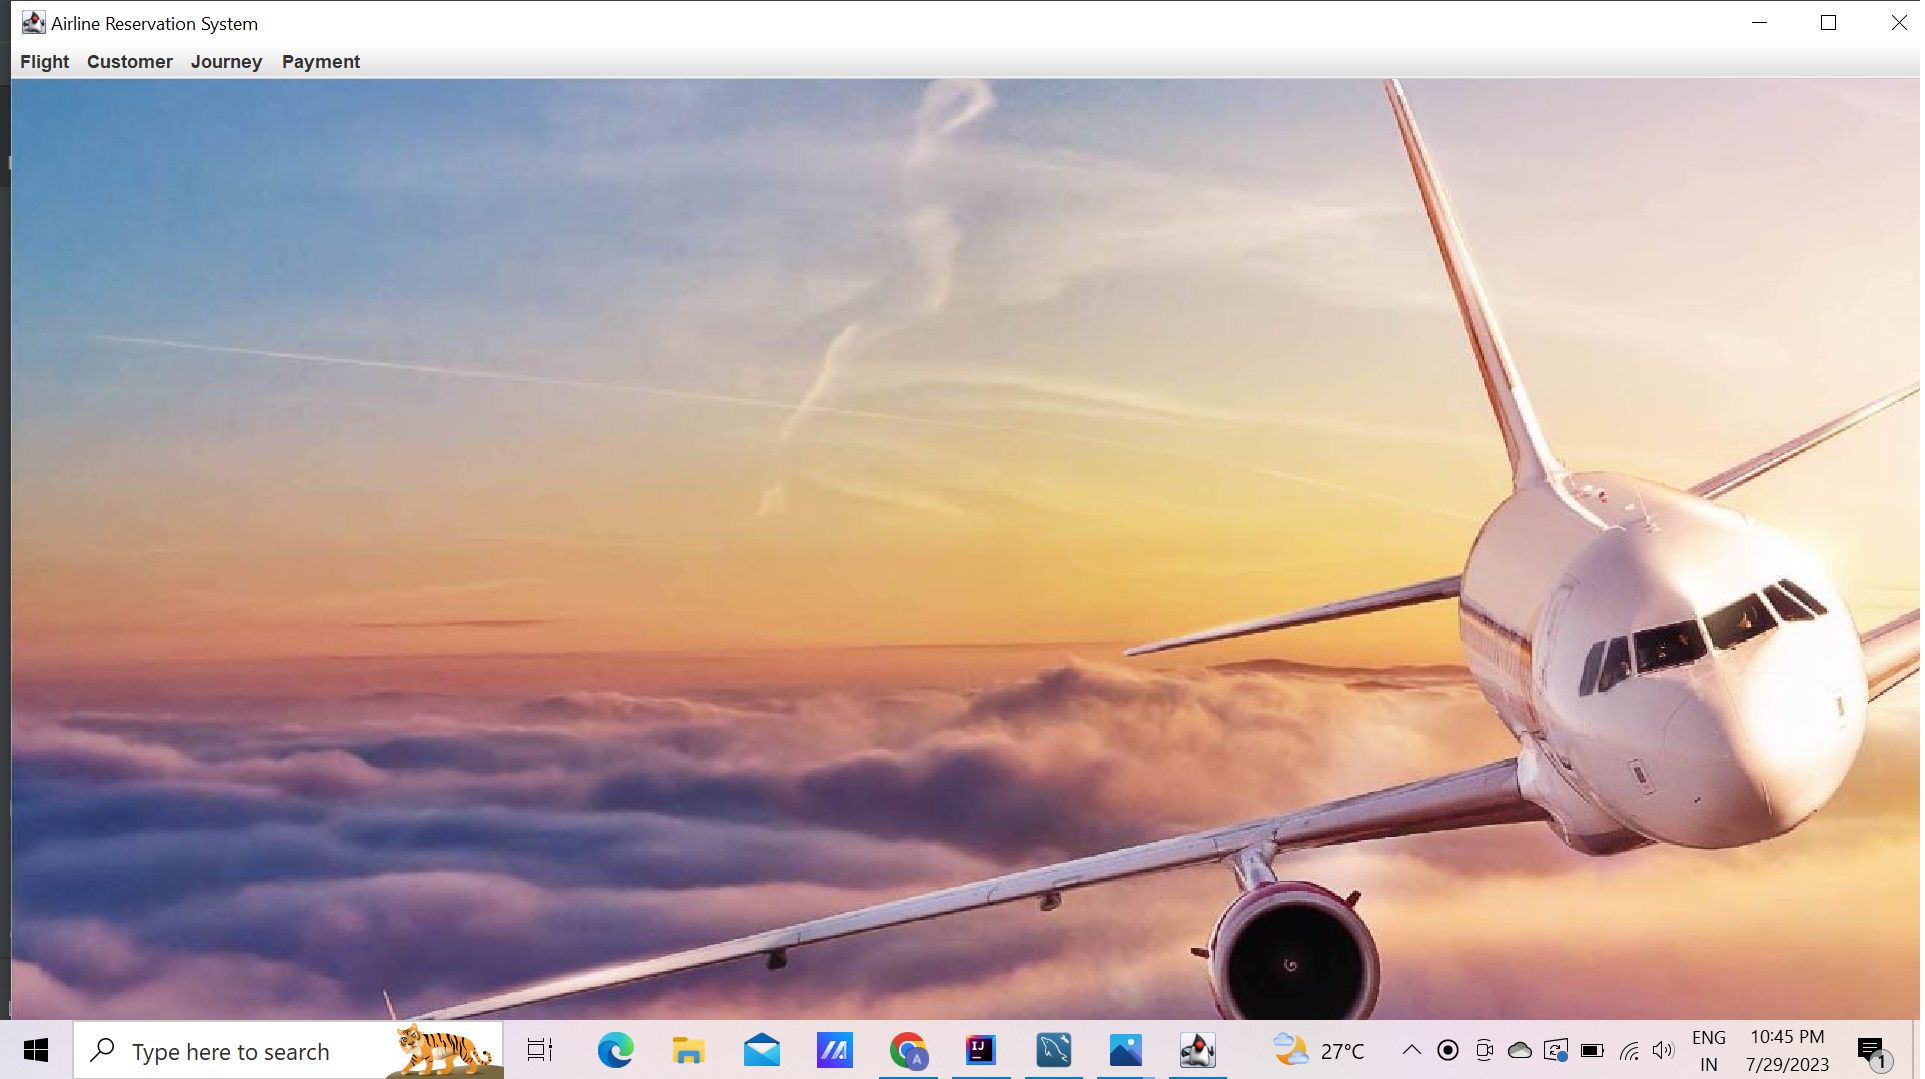 Airline Reservation System
Flight Customer Journey Payment
Type here to search
IJ
A
27°C
ENG
IN
10:45 PM
7/29/2023
1